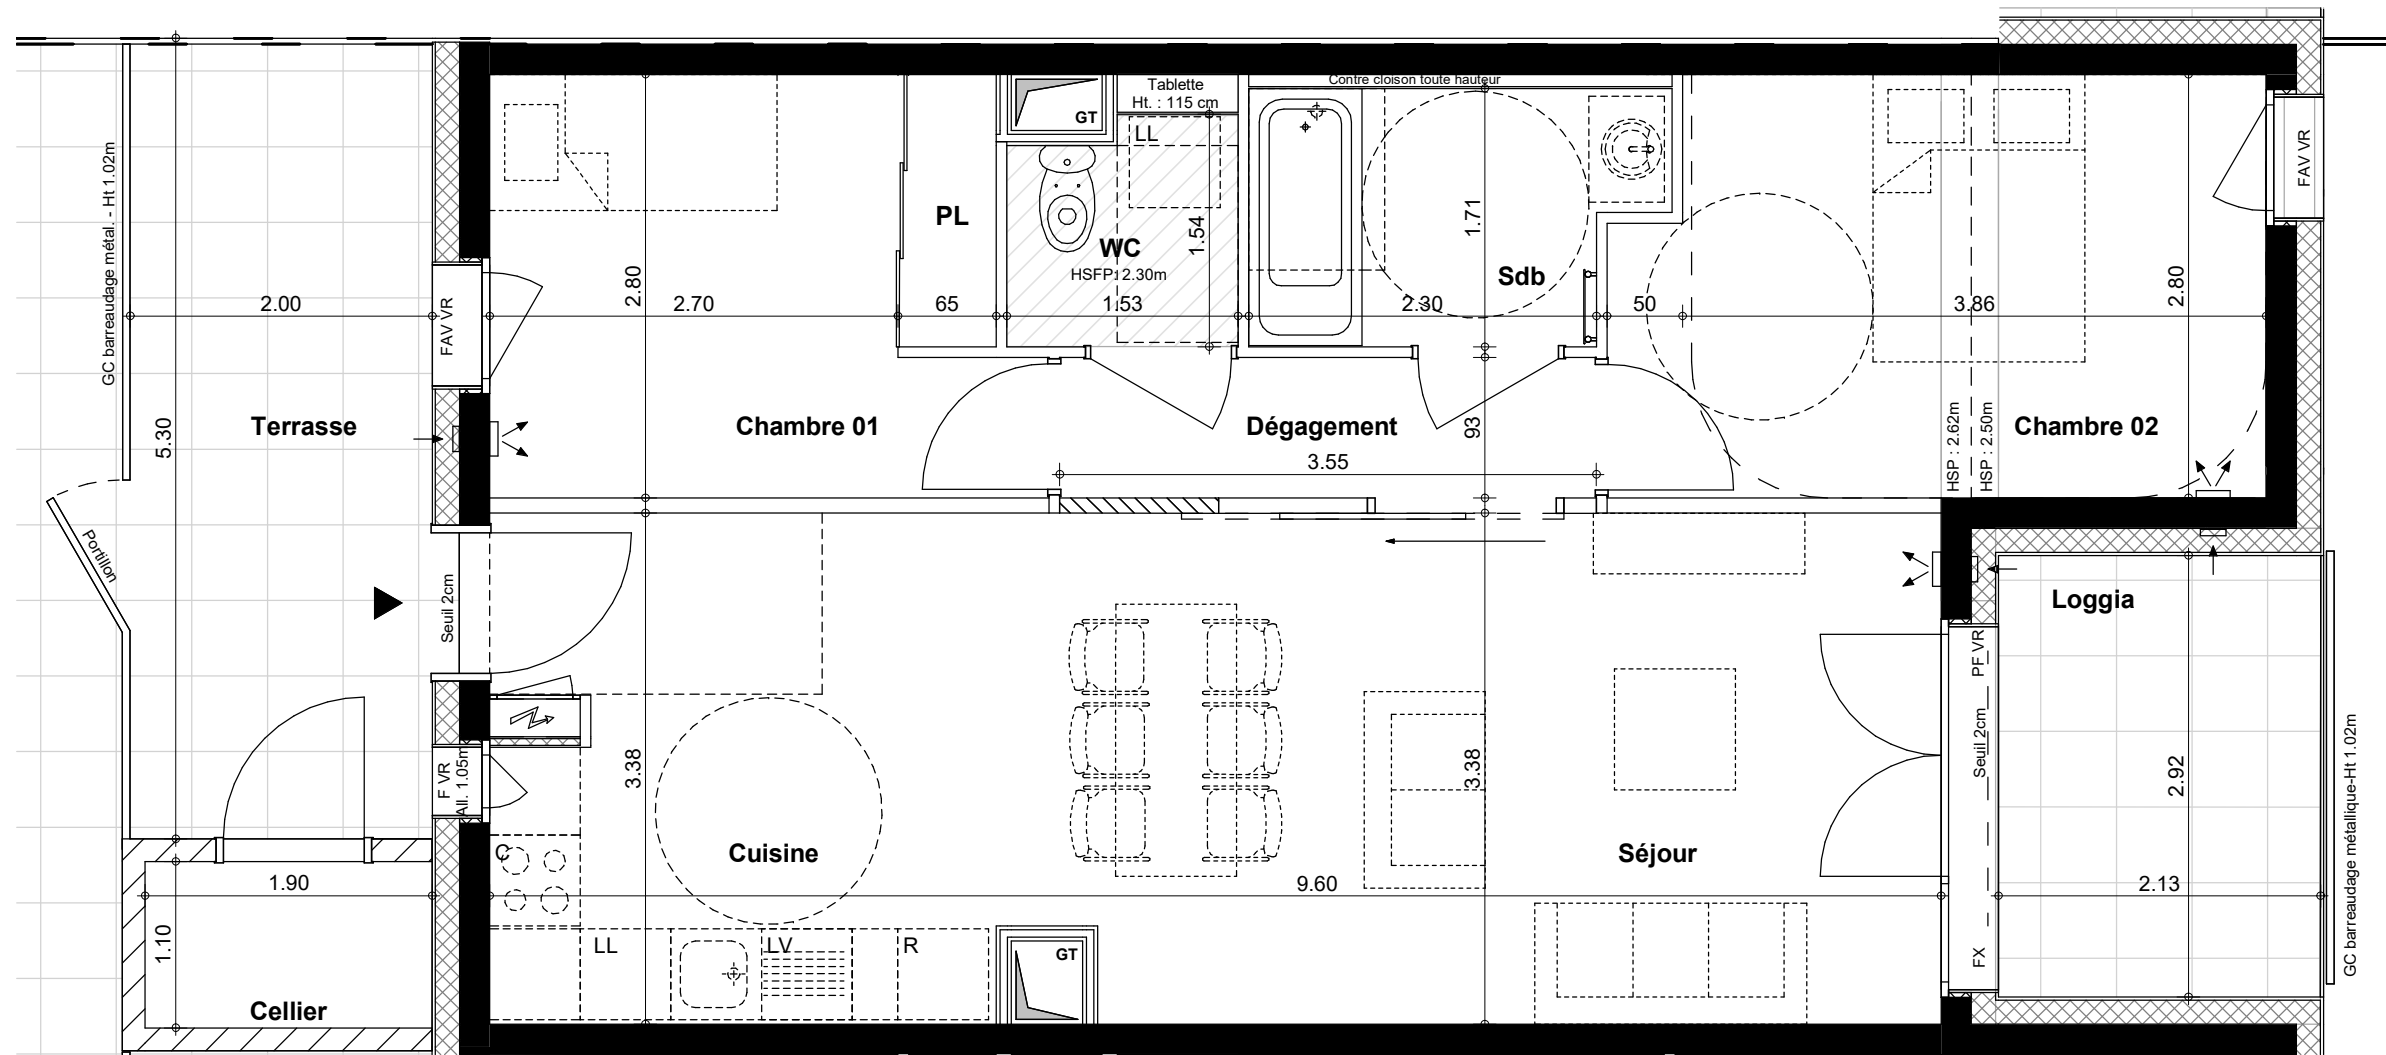 Contre cloison toute hauteur
Tablette
Ht. : 115 cm
GT
LL
GC barreaudage métal. - Ht 1.02m
FAV VR
PL
1.54
1.71
WC
HSFP: 2.30m
Sdb
2.80
2.80
2.00
FAV VR
2.70
65
1.53
2.30
50
3.86
Terrasse
5.30
Chambre 01
Dégagement
93
3.55
HSP : 2.62m
HSP : 2.50m
Chambre 02
Portillon
Seuil 2cm
Loggia
PF VR
Seuil 2cm
FX
F VR
All. 1.05m
3.38
3.38
2.92
GC barreaudage métallique-Ht 1.02m
C
Cuisine
Séjour
1.90
9.60
2.13
1.10
LL
LV
R
GT
Cellier